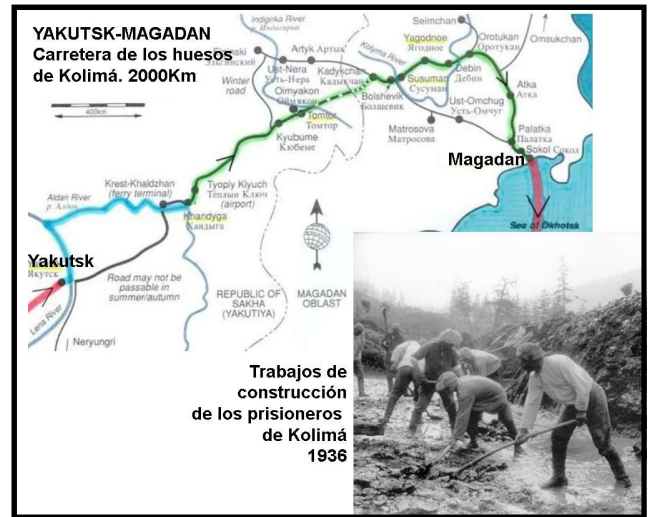 YAKUTSK-MAGADAN
Carretera de los huesos
de Kolimá. 2000Km
400km
Indigirka River
р. Индигирка
Эльгинский
Artyk Артык
Ust-Nera
Усть-Нера
Kadykchan
Кадыкчан
Kolyma River
Seimchan
Yagodnoe
Ягодное
Orotukan
Оротукан
Omsukchan
Debin
Дебин
Susuman
Сусуман
Bolshevik
Большевик
Winter
road
Oimyakon
Оймякон
Tomtor
Томтор
Kyubume
Кюбеме
Matrosova
Матросова
Ust-Omchug
Усть-Омчуг
Atka
Атка
Palatka
Палатка
Sokol Сокол
Magadan
Sea of Okhotsk
Krest-Khaldzhan
(ferry terminal)
Tyoply Klyuch
Тёплый Ключ
(airport)
Aldan River
р. Алдан
Khandyga
Хандыга
Yakutsk
Якутск
Road may not be
passable in
summer/autumn
REPUBLIC OF
SAKHA
(YAKUTIYA)
MAGADAN
OBLAST
Lena River
Neryungri
Trabajos de
construcción
de los prisioneros
de Kolimá
1936